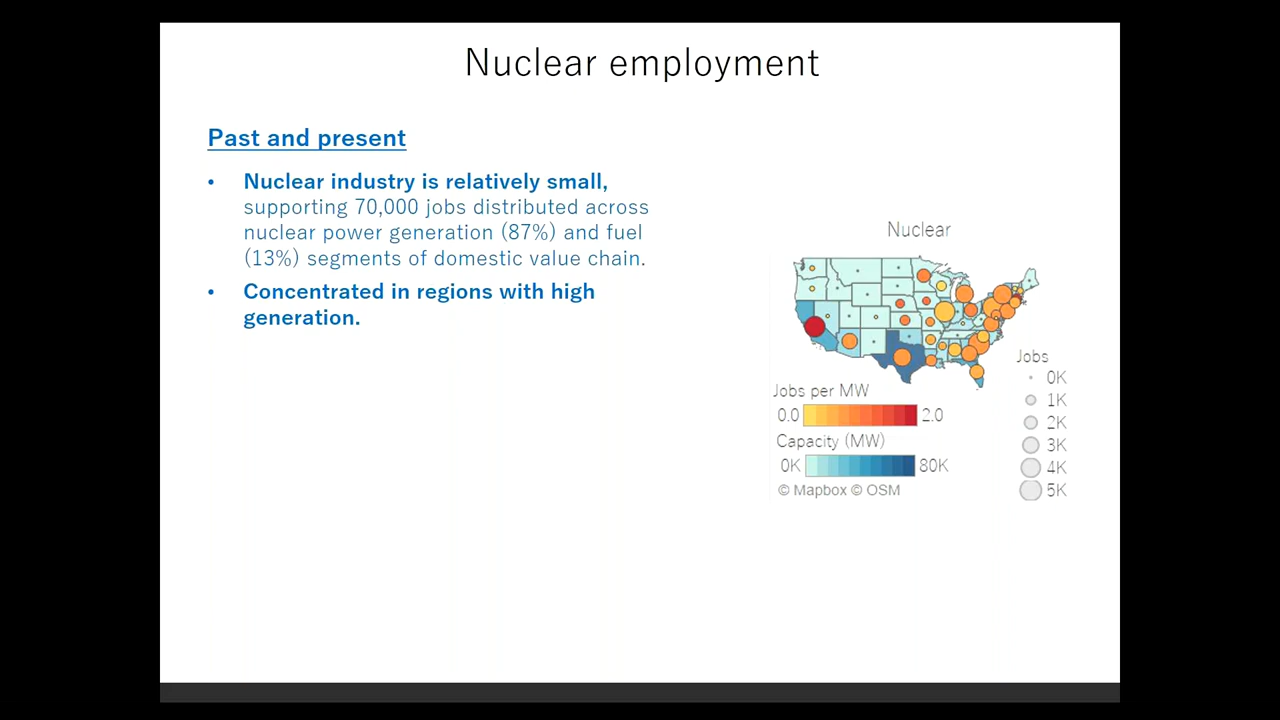 Nuclear employment
Past and present
• Nuclear industry is relatively small,
supporting 70,000 jobs distributed across
nuclear power generation (87%) and fuel
(13%) segments of domestic value chain.
• Concentrated in regions with high
generation.
Nuclear
Jobs per MW
0.0 2.0
Capacity (MW)
0K 80K
© Mapbox © OSM
Jobs
0K
1K
2K
3K
4K
5K